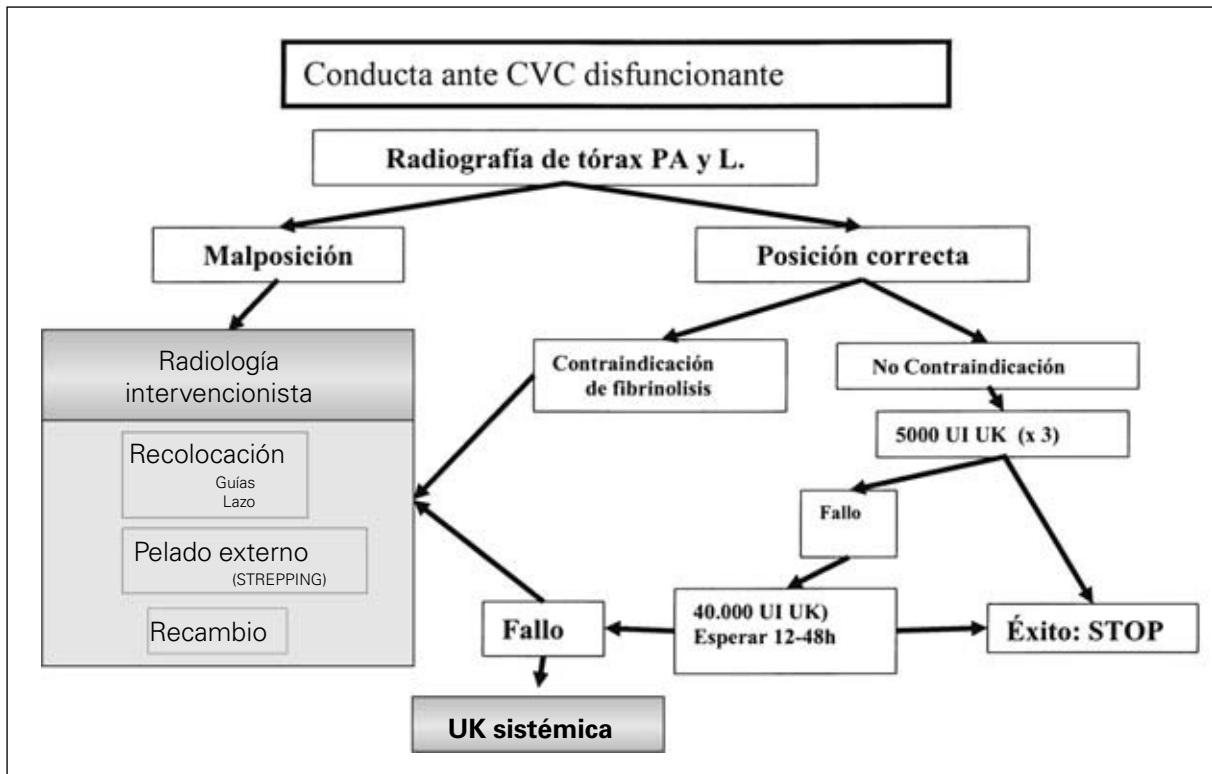 Conducta ante CVC disfuncionante
Radiografía de tórax PA y L.
Malposición
Posición correcta
Radiología
intervencionista
Contraindicación
de fibrinolisis
No Contraindicación
5000 UI UK (x 3)
Recolocación
Guías
Lazo
Fallo
Pelado externo
(STREPPING)
Recambio
Fallo
40.000 UI UK)
Esperar 12-48h
Éxito: STOP
UK sistémica